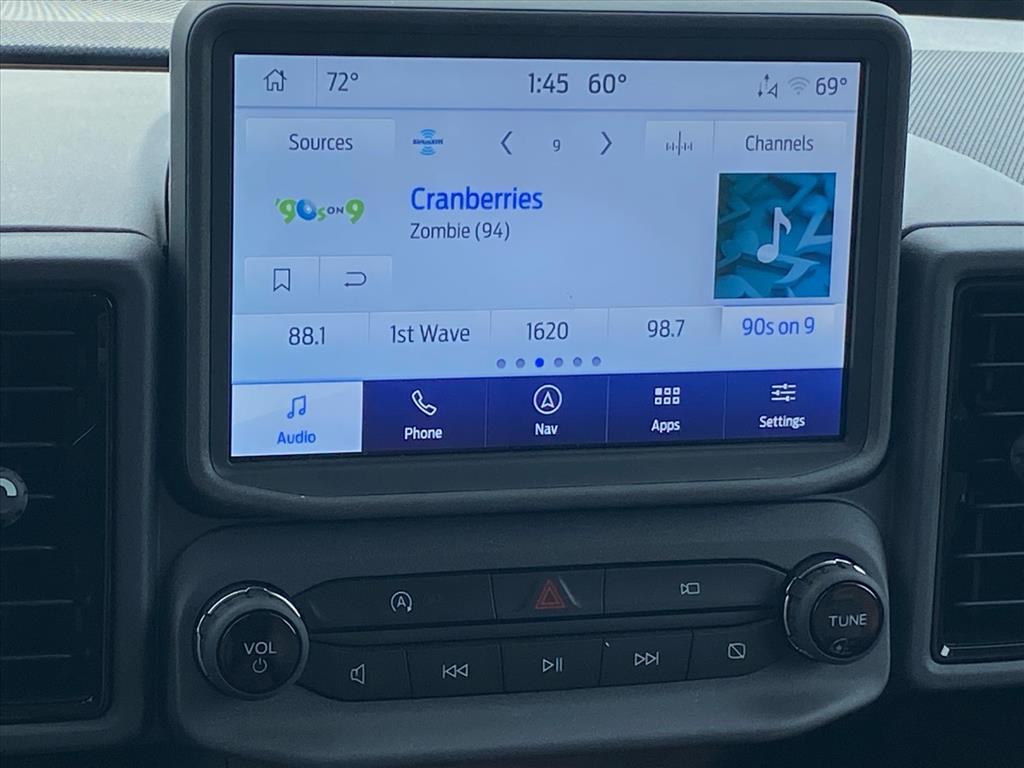 72° 1:45 60° 69°
Sources SiriusXM 9 Channels
'90s ON 9
Cranberries
Zombie (94)
88.1 1st Wave 1620 98.7 90s on 9
Audio Phone Nav Apps Settings
A
VOL
TUNE